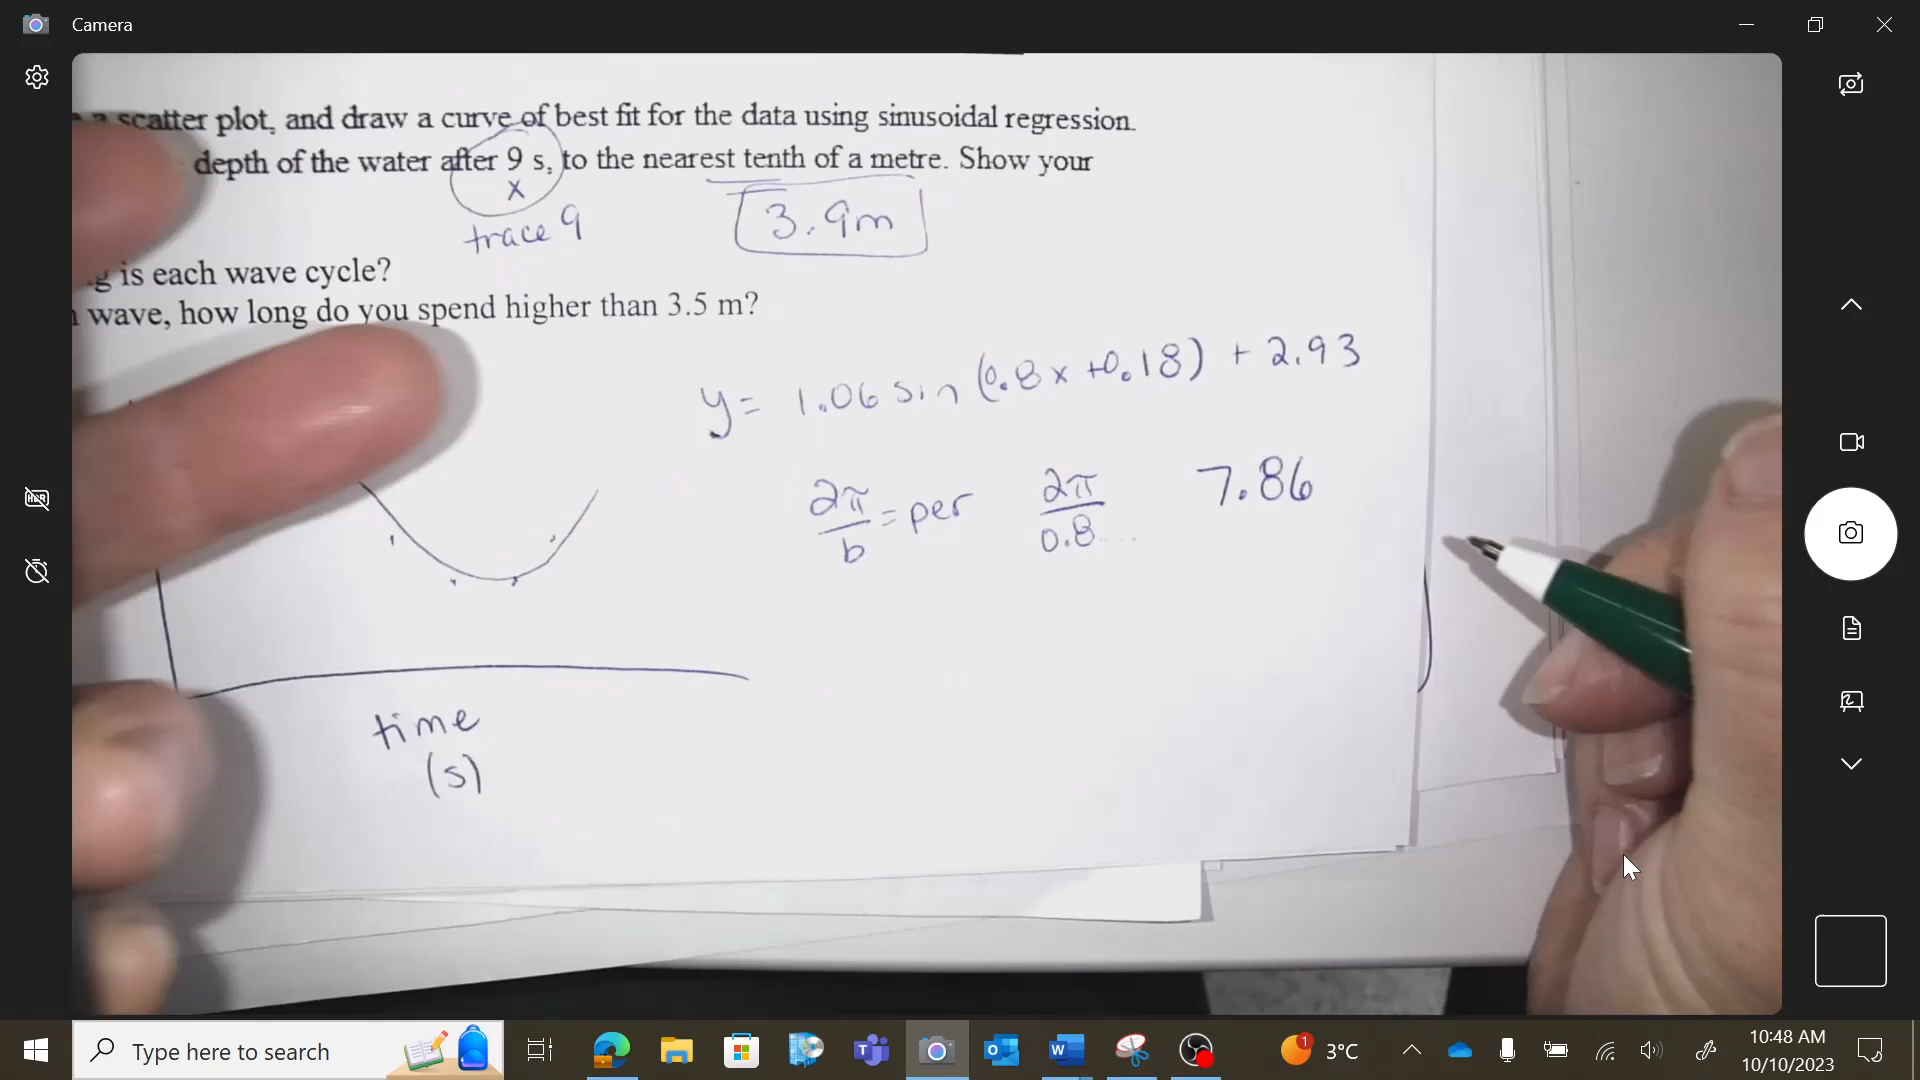 Camera
scatter plot, and draw a curve of best fit for the data using sinusoidal regression.
depth of the water after 9 s, to the nearest tenth of a metre. Show your
x
trace 9
3.9m
is each wave cycle?
wave, how long do you spend higher than 3.5 m?
y= 1.06 sin (0.8x +0.18) + 2.93
2π/b = per 2π/0.8... 7.86
time
(s)
Type here to search
1
3°C
10:48 AM
10/10/2023